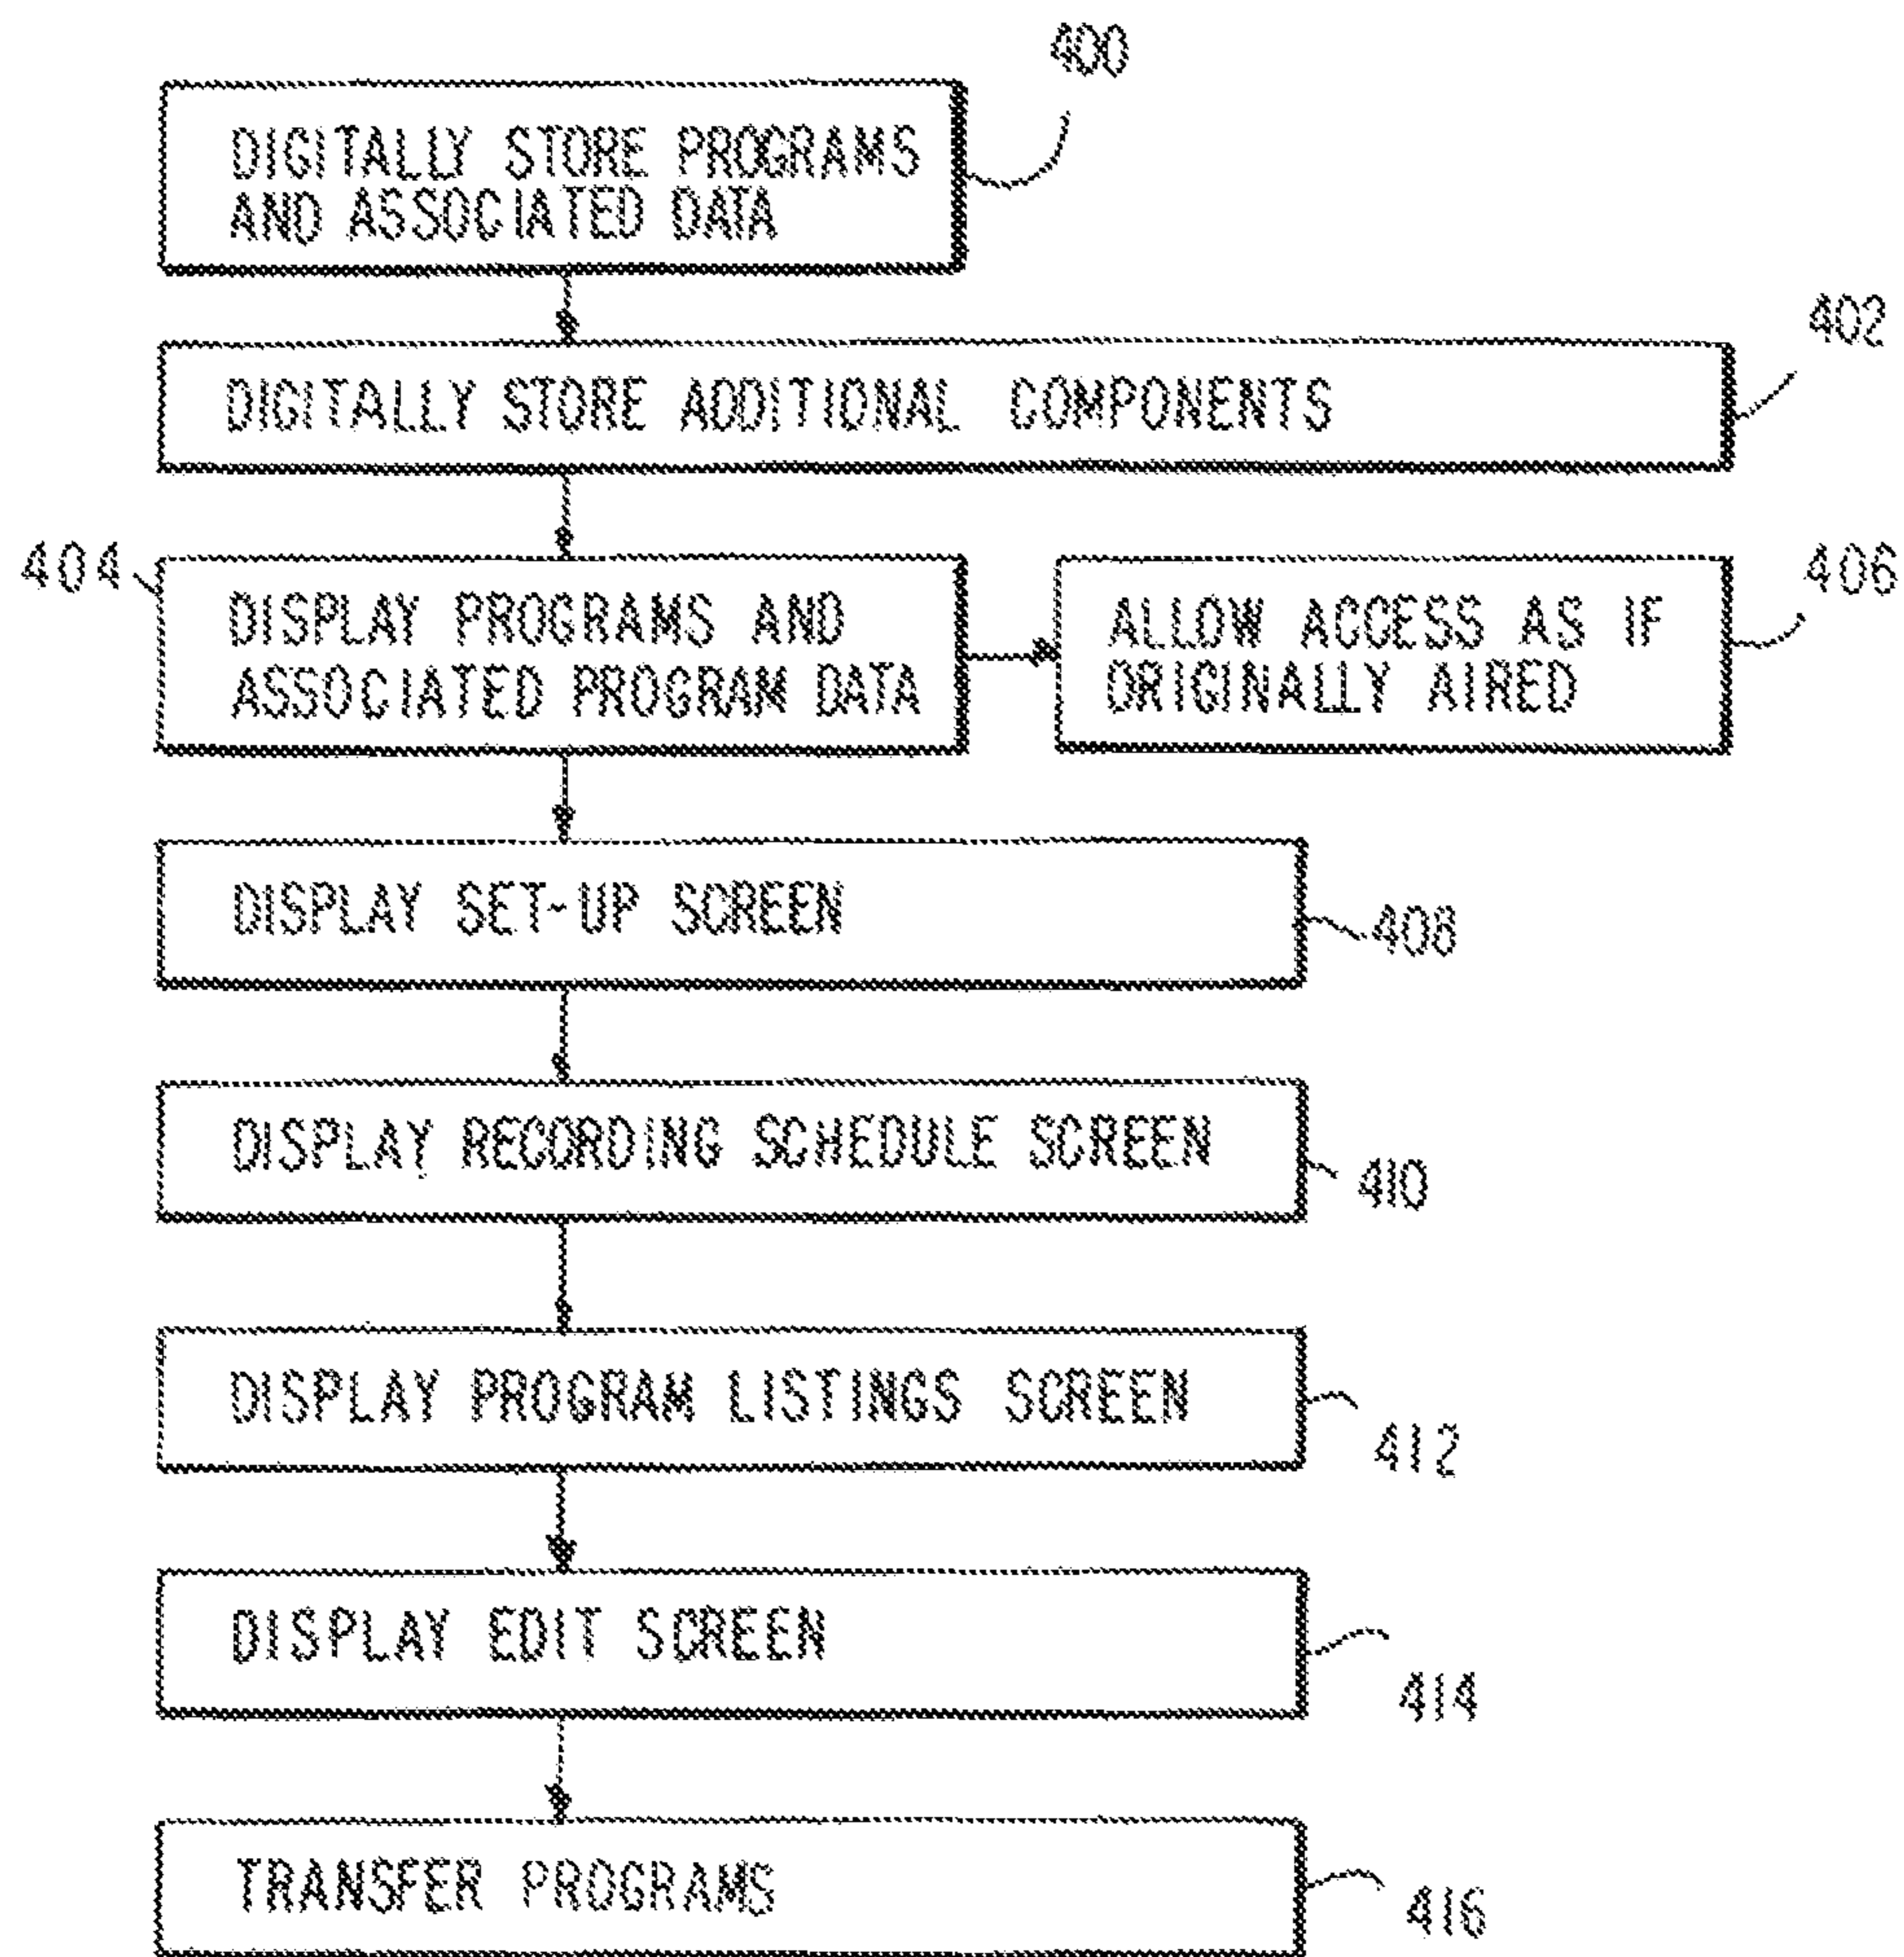 400
DIGITALLY STORE PROGRAMS
AND ASSOCIATED DATA
402
DIGITALLY STORE ADDITIONAL COMPONENTS
404
DISPLAY PROGRAMS AND
ASSOCIATED PROGRAM DATA
406
ALLOW ACCESS AS IF
ORIGINALLY AIRED
DISPLAY SET-UP SCREEN
408
DISPLAY RECORDING SCHEDULE SCREEN
410
DISPLAY PROGRAM LISTINGS SCREEN
412
DISPLAY EDIT SCREEN
414
TRANSFER PROGRAMS
416